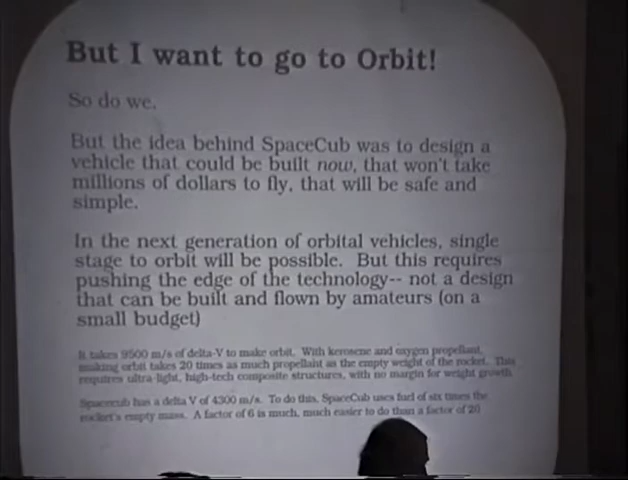 But I want to go to Orbit!
So do we.
But the idea behind SpaceCub was to design a
vehicle that could be built now, that won't take
millions of dollars to fly, that will be safe and
simple.
In the next generation of orbital vehicles, single
stage to orbit will be possible. But this requires
pushing the edge of the technology-- not a design
that can be built and flown by amateurs (on a
small budget)
It takes 9500 m/s of delta-V to make orbit. With kerosene and oxygen propellant,
making orbit takes 20 times as much propellant as the empty weight of the rocket. This
requires ultra-light, high-tech composite structures, with no margin for weight growth
Spacecub has a delta V of 4300 m/s. To do this, SpaceCub uses fuel of six times the
rocket's empty mass. A factor of 6 is much, much easier to do than a factor of 20